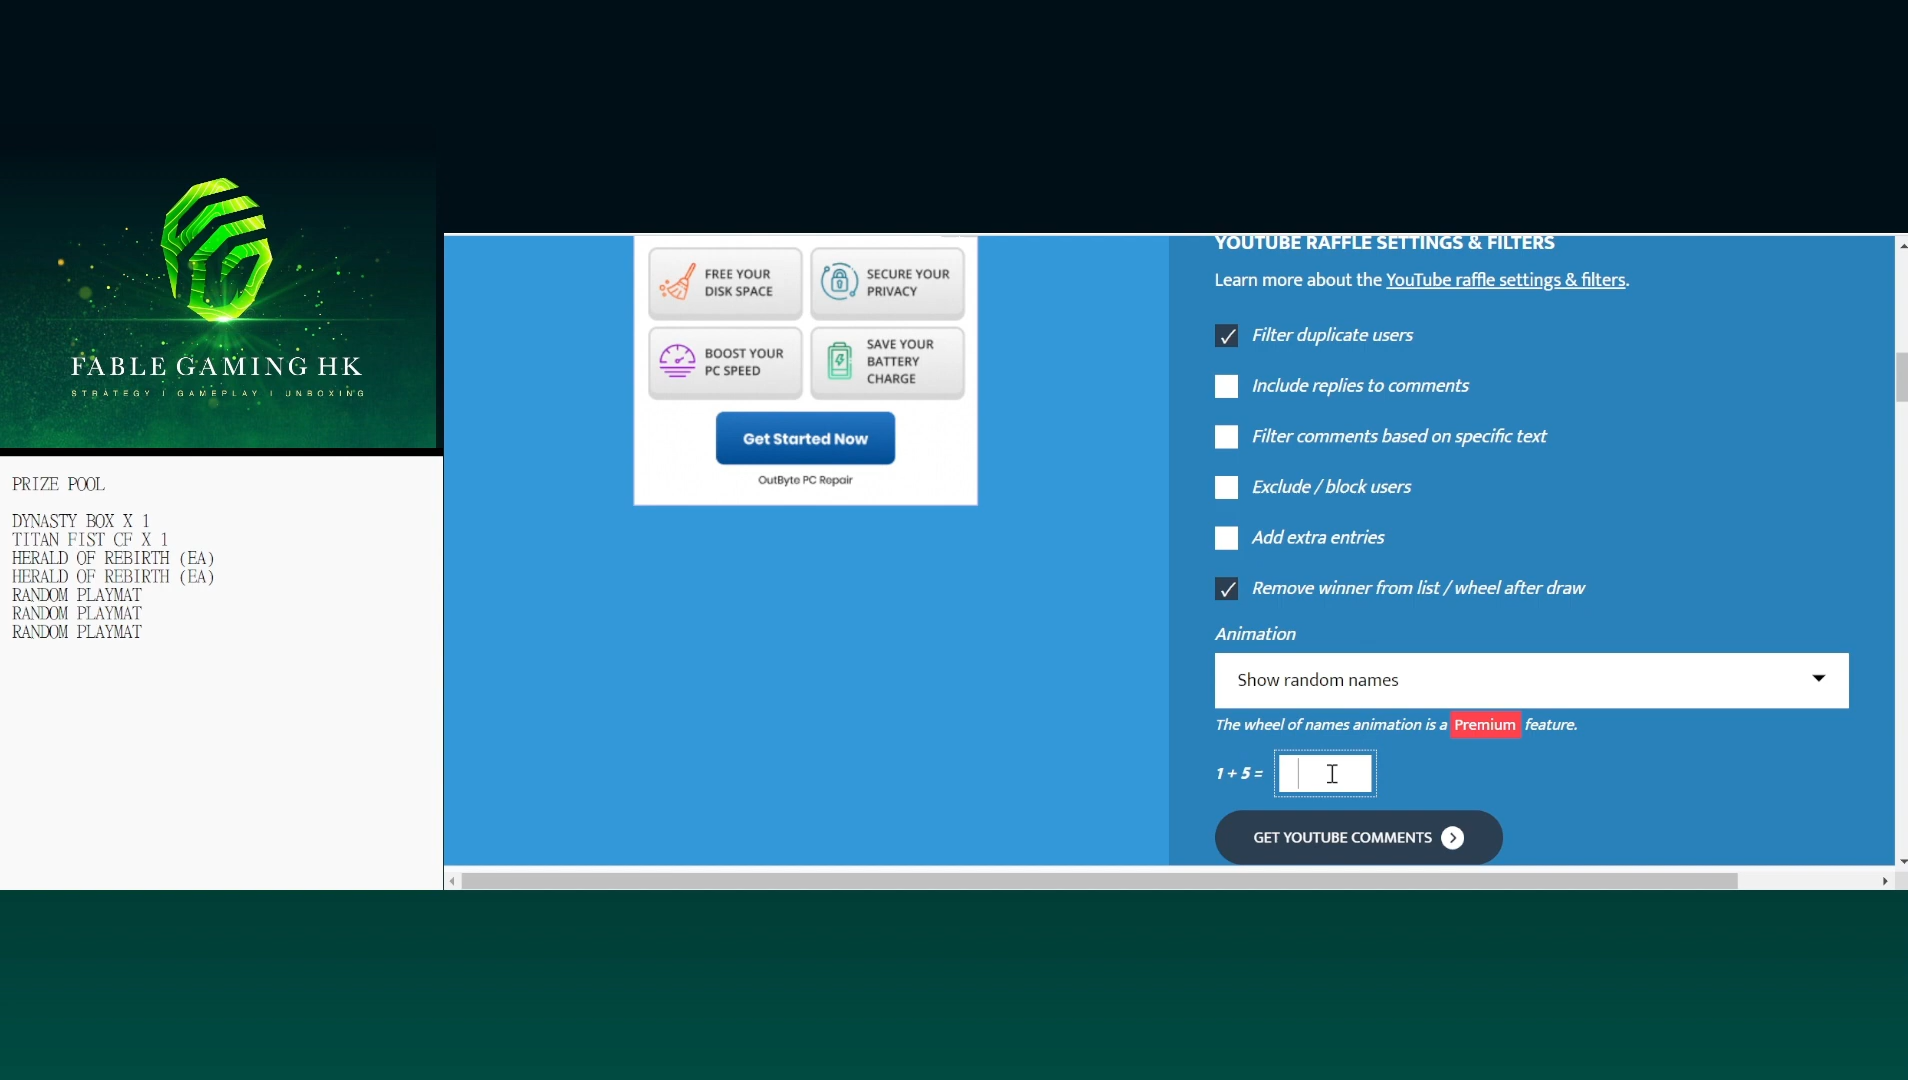 FABLE GAMING HK
STRATEGY | GAMEPLAY | UNBOXING
PRIZE POOL
DYNASTY BOX X 1
TITAN FIST CF X 1
HERALD OF REBIRTH (EA)
HERALD OF REBIRTH (EA)
RANDOM PLAYMAT
RANDOM PLAYMAT
RANDOM PLAYMAT
FREE YOUR
DISK SPACE
SECURE YOUR
PRIVACY
BOOST YOUR
PC SPEED
SAVE YOUR
BATTERY
CHARGE
Get Started Now
OutByte PC Repair
YOUTUBE RAFFLE SETTINGS & FILTERS
Learn more about the YouTube raffle settings & filters.
Filter duplicate users
Include replies to comments
Filter comments based on specific text
Exclude / block users
Add extra entries
Remove winner from list / wheel after draw
Animation
Show random names
The wheel of names animation is a Premium feature.
1 + 5 =
GET YOUTUBE COMMENTS